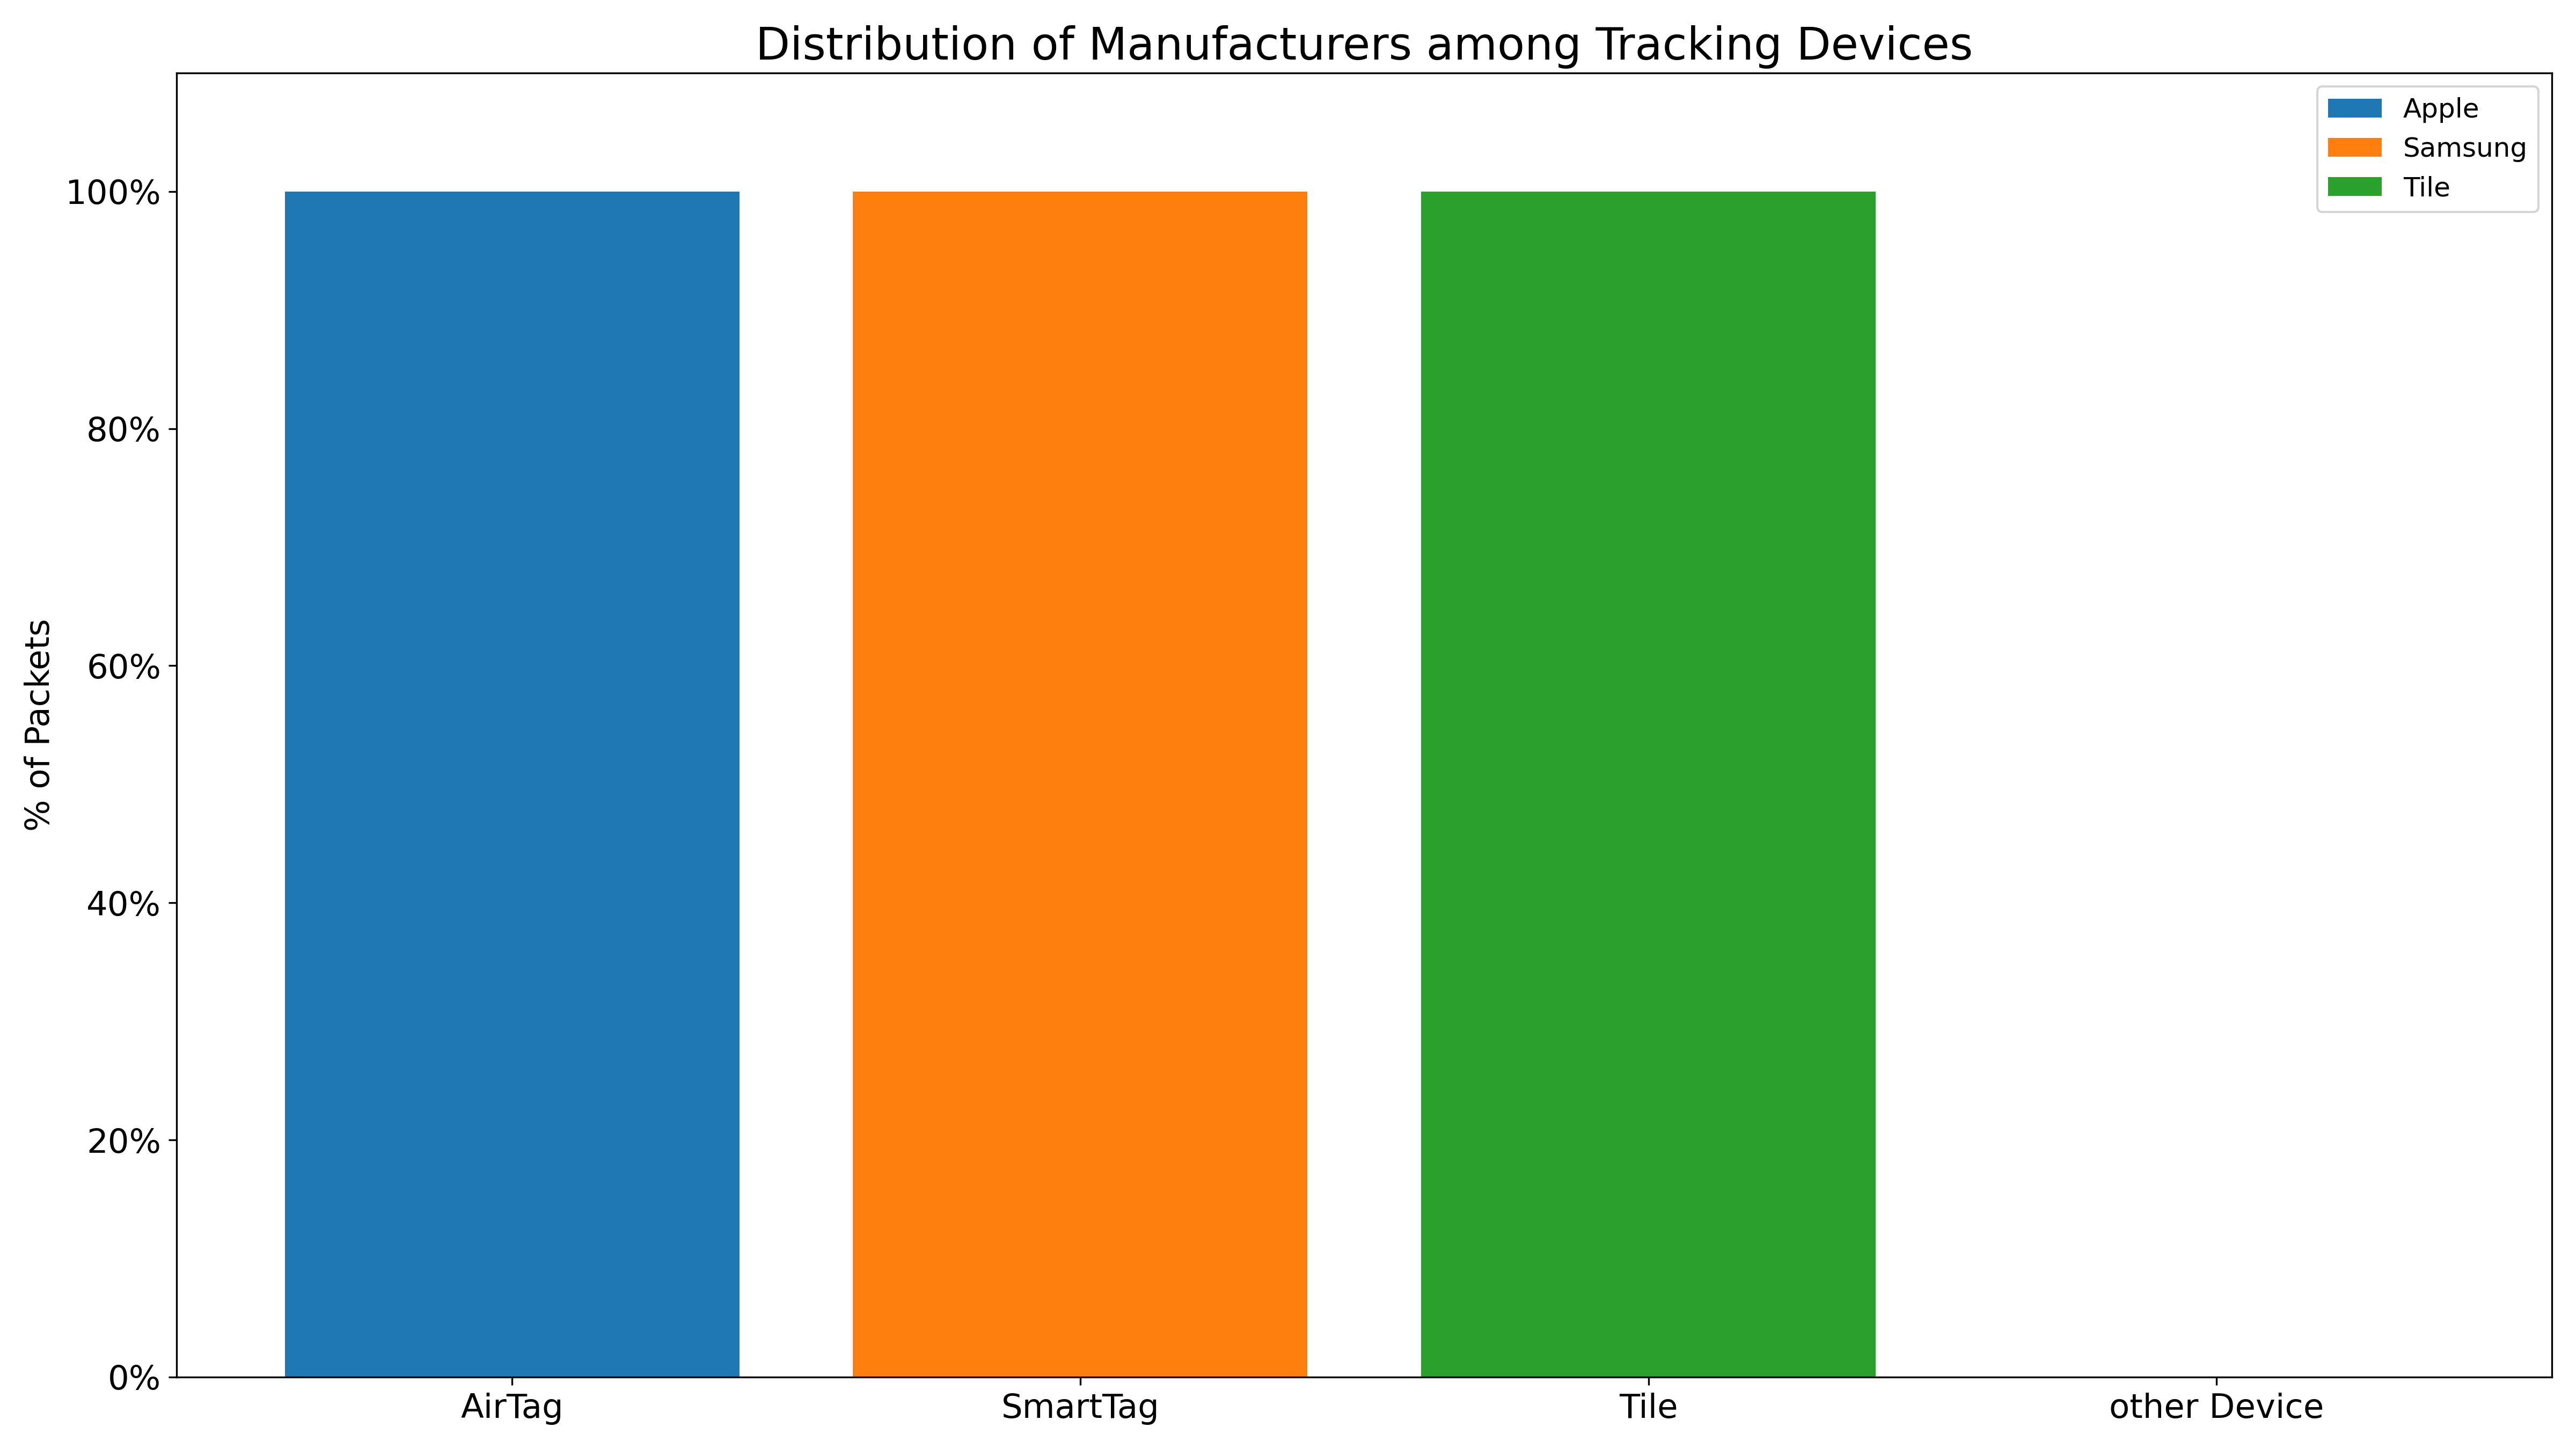 Distribution of Manufacturers among Tracking Devices
Apple
Samsung
Tile
100%
80%
60%
40%
20%
0%
% of Packets
AirTag
SmartTag
Tile
other Device